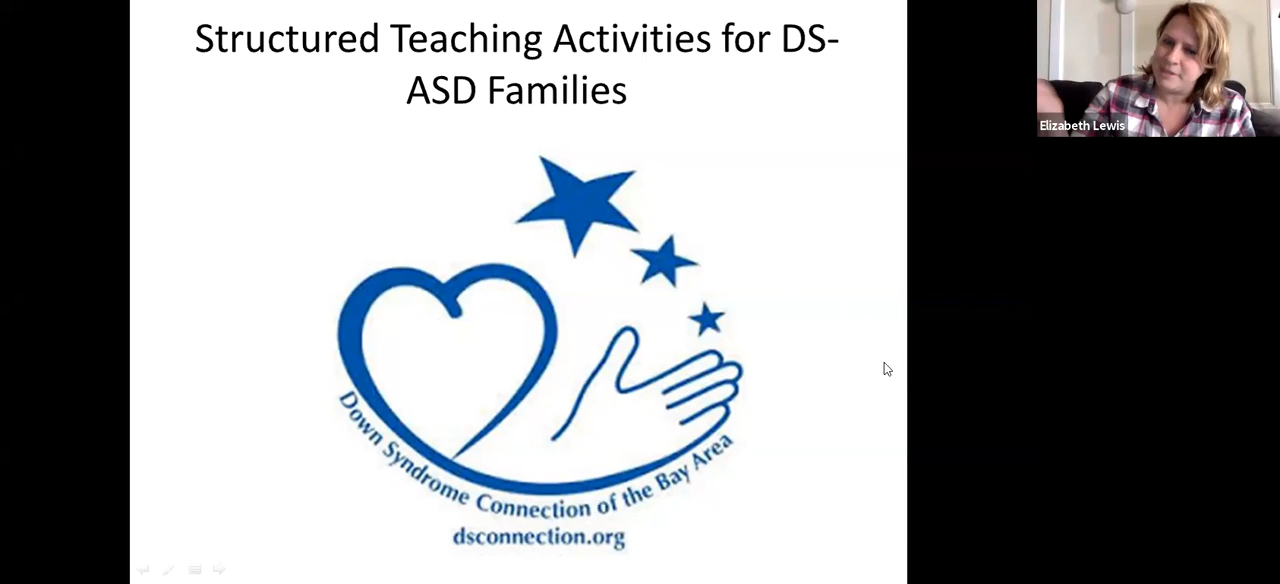 Structured Teaching Activities for DS-
ASD Families
Elizabeth Lewis
Down Syndrome Connection of the Bay Area
dsconnection.org